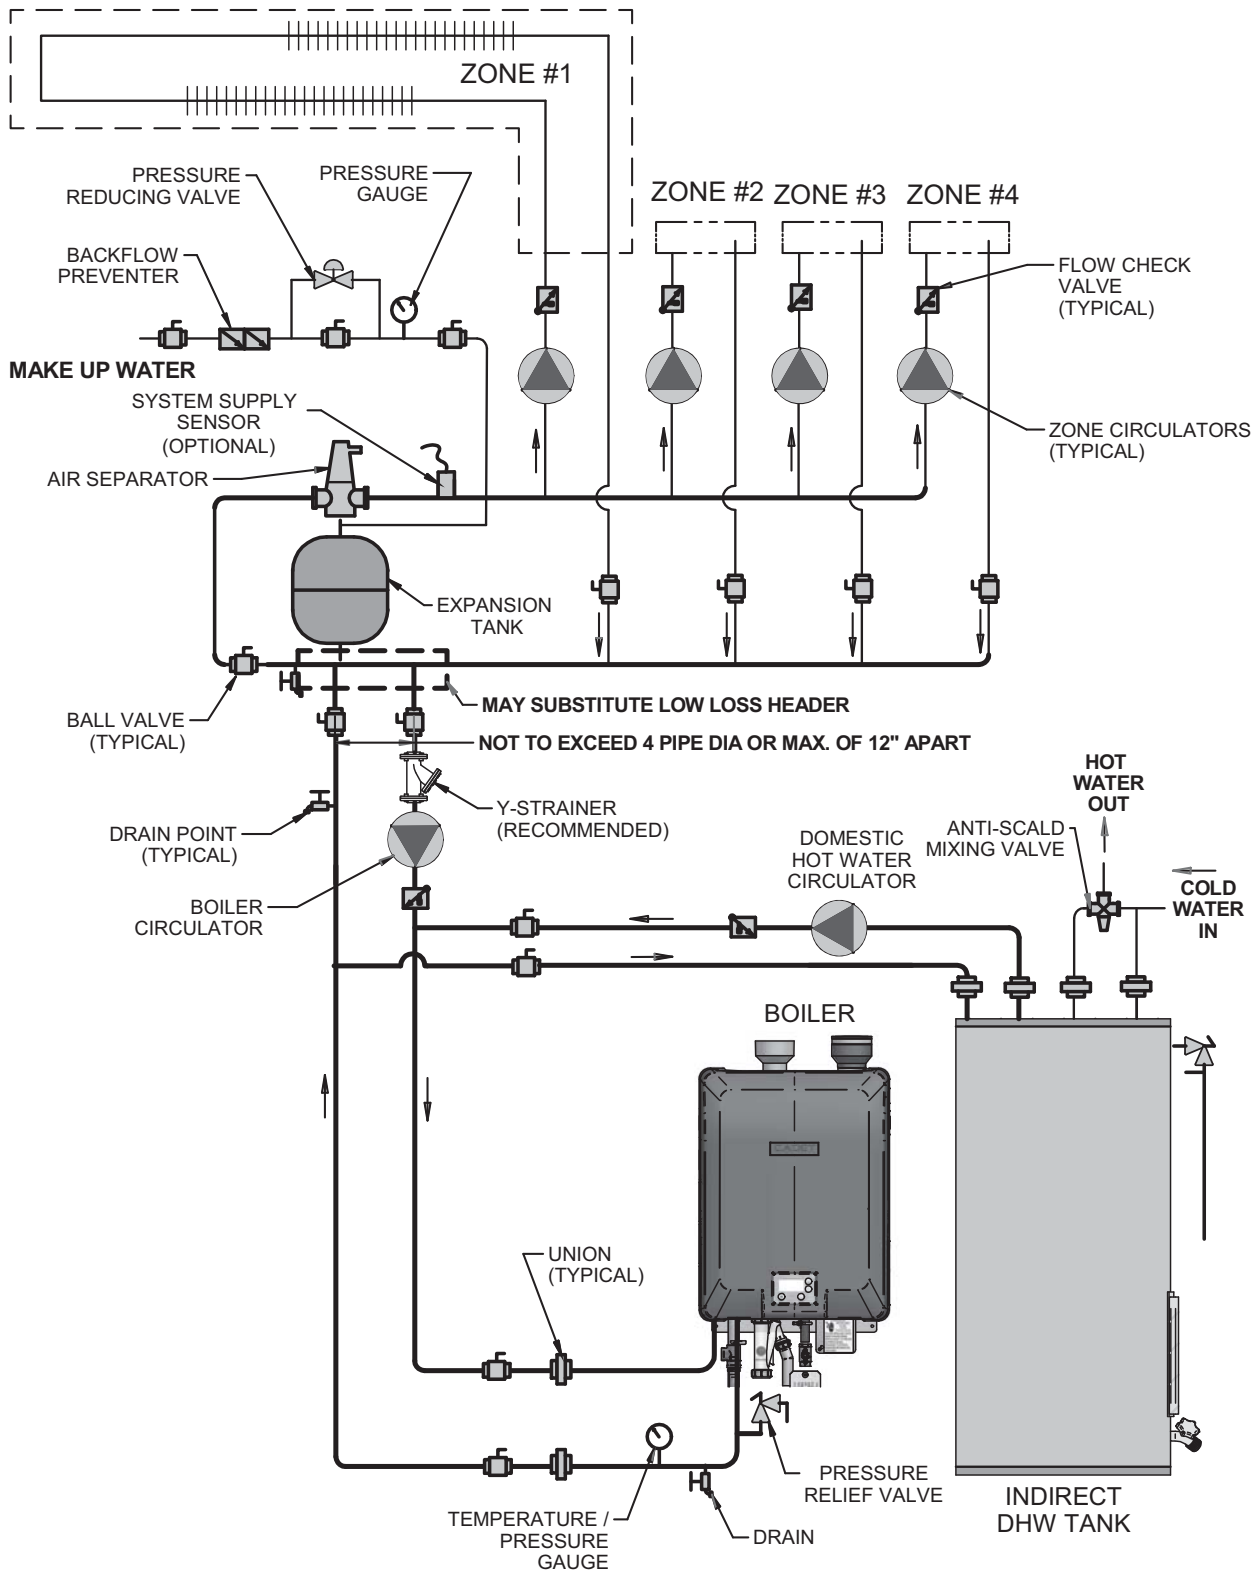 ZONE #1
PRESSURE
REDUCING VALVE
PRESSURE
GAUGE
ZONE #2
ZONE #3
ZONE #4
BACKFLOW
PREVENTER
FLOW CHECK
VALVE
(TYPICAL)
MAKE UP WATER
SYSTEM SUPPLY
SENSOR
(OPTIONAL)
AIR SEPARATOR
ZONE CIRCULATORS
(TYPICAL)
EXPANSION
TANK
BALL VALVE
(TYPICAL)
MAY SUBSTITUTE LOW LOSS HEADER
NOT TO EXCEED 4 PIPE DIA OR MAX. OF 12" APART
HOT
WATER
OUT
DRAIN POINT
(TYPICAL)
Y-STRAINER
(RECOMMENDED)
DOMESTIC
HOT WATER
CIRCULATOR
ANTI-SCALD
MIXING VALVE
COLD
WATER
IN
BOILER
CIRCULATOR
BOILER
CADET
UNION
(TYPICAL)
PRESSURE
RELIEF VALVE
TEMPERATURE /
PRESSURE
GAUGE
DRAIN
INDIRECT
DHW TANK